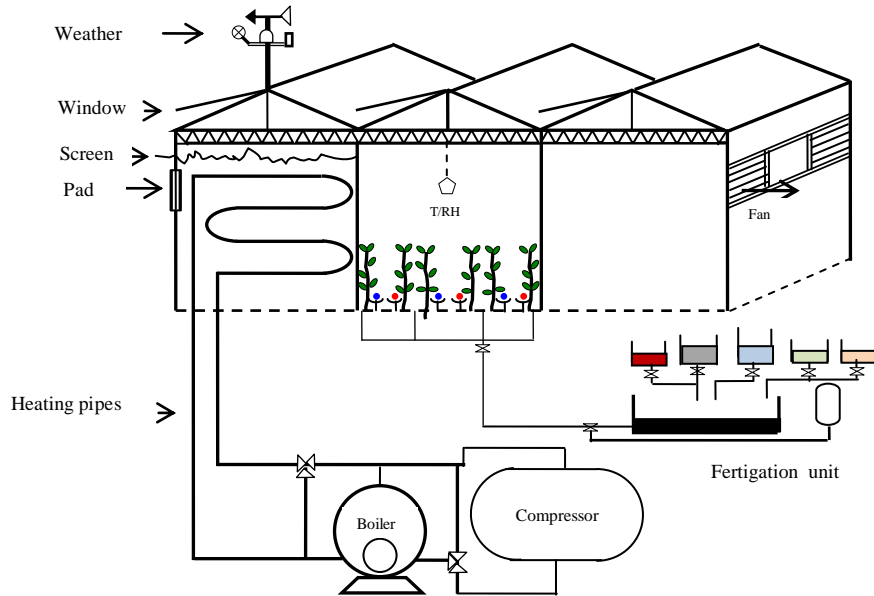 Weather
Window
Screen
Pad
T/RH
Fan
Heating pipes
Fertigation unit
Boiler
Compressor